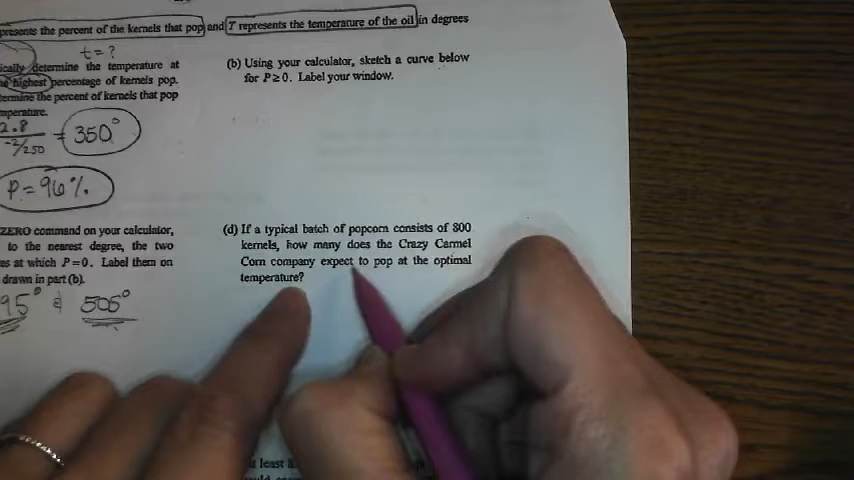 presents the percent of the kernels that pop and T represents the temperature of the oil in degrees
t = ?
ically determine the temperature at
highest percentage of kernels pop.
termine the percent of kernels that pop
mperature.
2.8
-2/250
= 350°
P = 96%
ZERO command on your calculator,
to the nearest degree, the two
es at which P = 0. Label them on
drawn in part (b).
95° & 505°
(b) Using your calculator, sketch a curve below
for P ≥ 0. Label your window.
(d) If a typical batch of popcorn consists of 800
kernels, how many does the Crazy Carmel
Corn company expect to pop at the optimal
temperature?
least